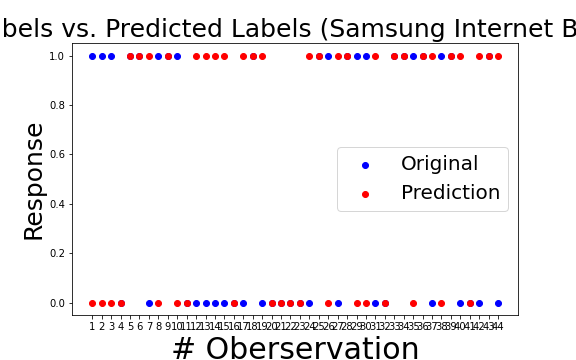 bels vs. Predicted Labels (Samsung Internet B
1.0
0.8
0.6
0.4
0.2
0.0
Response
Original
Prediction
1 2 3 4 5 6 7 8 9 10 11 12 13 14 15 16 17 18 19 20 21 22 23 24 25 26 27 28 29 30 31 32 33 34 35 36 37 38 39 40 41 42 43 44
# Oberservation